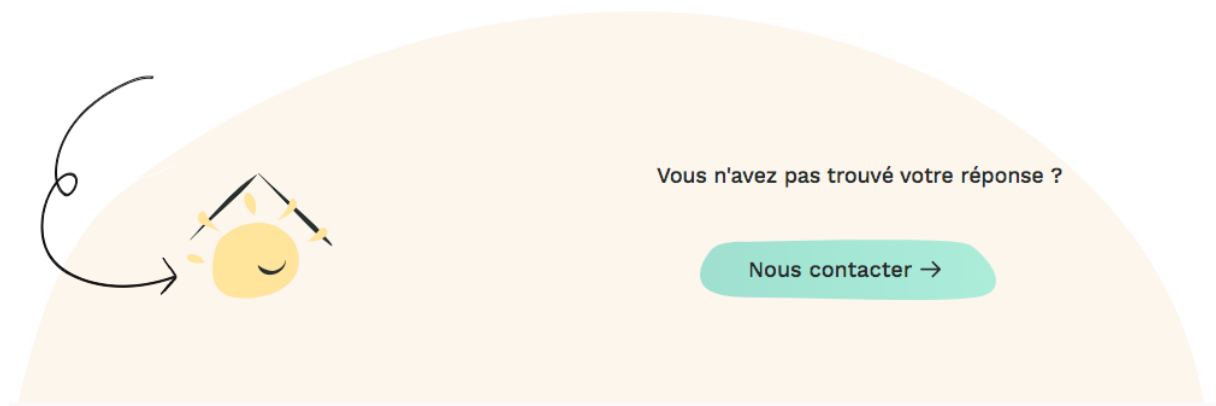 Vous n'avez pas trouvé votre réponse ?
Nous contacter →